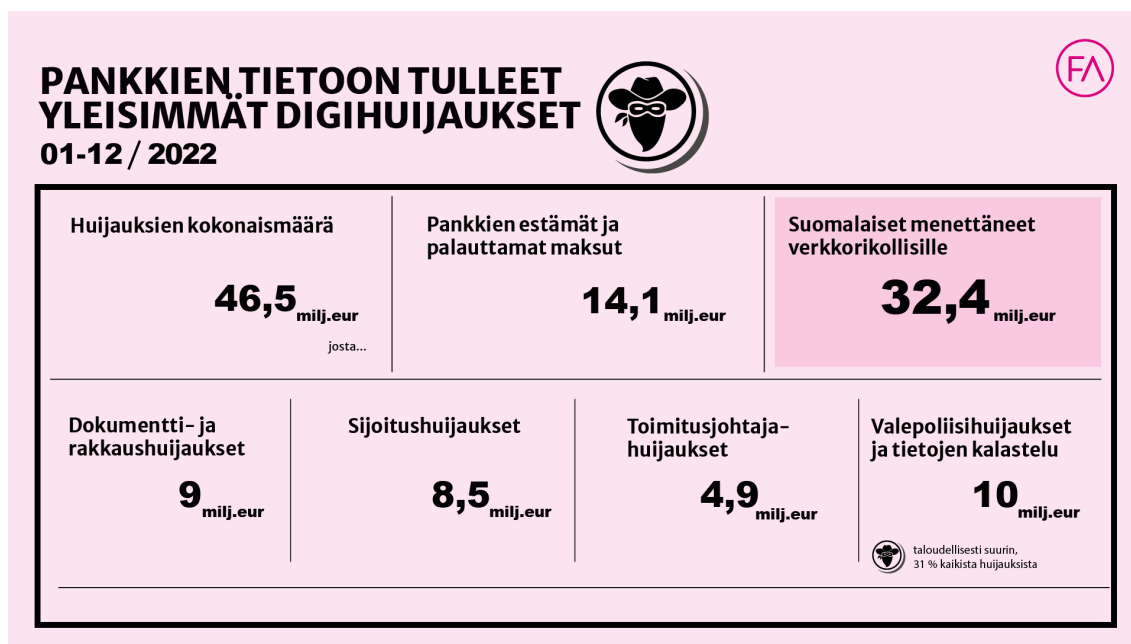 PANKKIEN TIETOON TULLEET
YLEISIMMÄT DIGIHUIJAUKSET
01-12 / 2022
FA
Huijauksien kokonaismäärä
46,5 milj.eur
josta...
Pankkien estämät ja
palauttamat maksut
14,1 milj.eur
Suomalaiset menettäneet
verkkorikollisille
32,4 milj.eur
Dokumentti- ja
rakkaushuijaukset
9 milj.eur
Sijoitushuijaukset
8,5 milj.eur
Toimitusjohtaja-
huijaukset
4,9 milj.eur
Valepoliisihuijaukset
ja tietojen kalastelu
10 milj.eur
taloudellisesti suurin,
31 % kaikista huijauksista